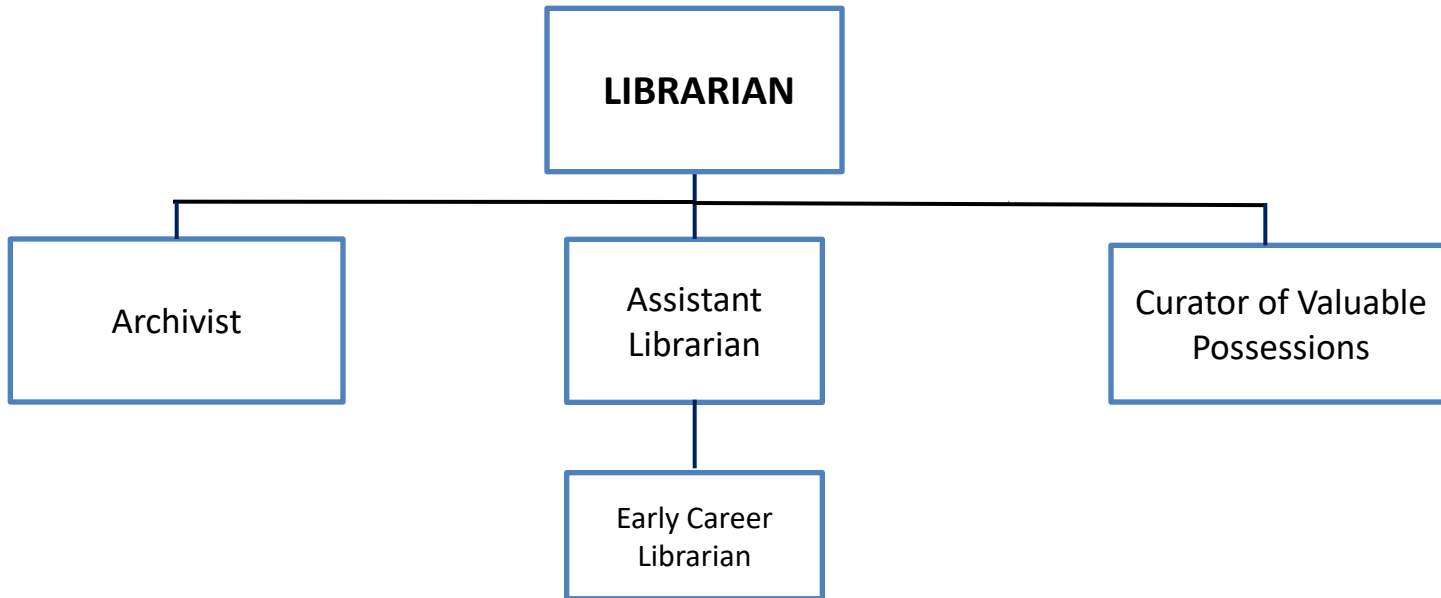 LIBRARIAN
Archivist
Assistant
Librarian
Curator of Valuable
Possessions
Early Career
Librarian